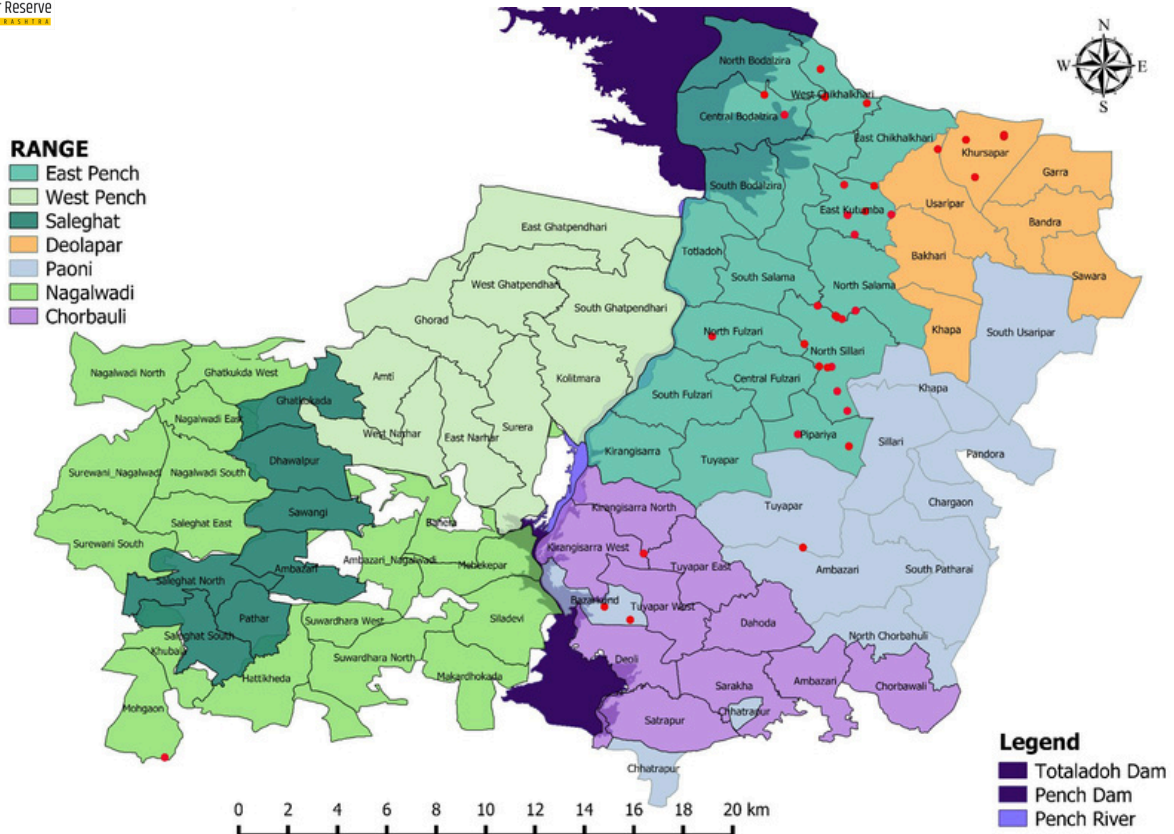 Reserve
RASHTRA
N
W E
S
RANGE
East Pench
West Pench
Saleghat
Deolapar
Paoni
Nagalwadi
Chorbauli
North Bodalzira
West Chikhalkhari
Central Bodalzira
East Chikhalkhari
Khursapar
Garra
South Bodalzira
Usaripar
East Kutumba
Bandra
East Ghatpendhari
Totladoh
Bakhari
South Salama
Sawara
West Ghatpendhari
North Salama
South Ghatpendhari
Ghorad
North Fulzari
Khapa
South Usaripar
North Sillari
Nagalwadi North
Ghatkukda West
Amti
Kolitmara
Central Fulzari
South Fulzari
Khapa
Ghatkukada
Nagalwadi East
West Narhar
East Narhar
Surera
Pipariya
Sillari
Kirangisarra
Tuyapar
Pandora
Dhawalpur
Surewani_Nagalwadi
Nagalwadi South
Chargaon
Tuyapar
Kirangisarra North
Sawangi
Saleghat East
Banera
Surewani South
Kirangisarra West
Ambazari_Nagalwadi
Mohekepar
Tuyapar East
Ambazari
South Patharai
Ambazari
Saleghat North
Bazarkund
Tuyapar West
Pathar
Suwardhara West
Siladevi
Dahoda
Saleghat South
North Chorbahuli
Khubala
Suwardhara North
Deoli
Hattikheda
Makardhokada
Sarakha
Ambazari
Chorbawali
Mohgaon
Chhatrapur
Satrapur
Chhatrapur
Legend
Totaladoh Dam
Pench Dam
Pench River
0 2 4 6 8 10 12 14 16 18 20 km